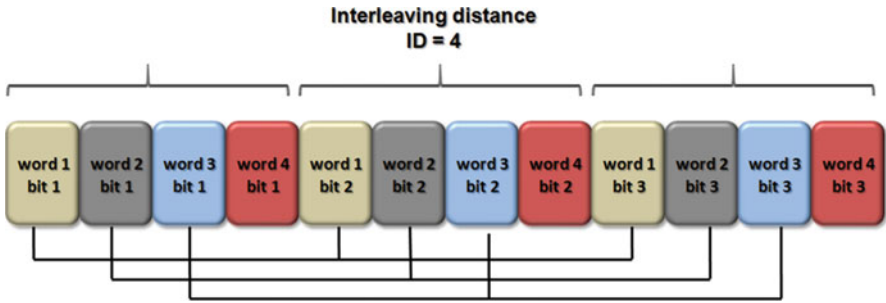 Interleaving distance
ID = 4
word 1 word 2 word 3 word 4 word 1 word 2 word 3 word 4 word 1 word 2 word 3 word 4
bit 1 bit 1 bit 1 bit 1 bit 2 bit 2 bit 2 bit 2 bit 3 bit 3 bit 3 bit 3